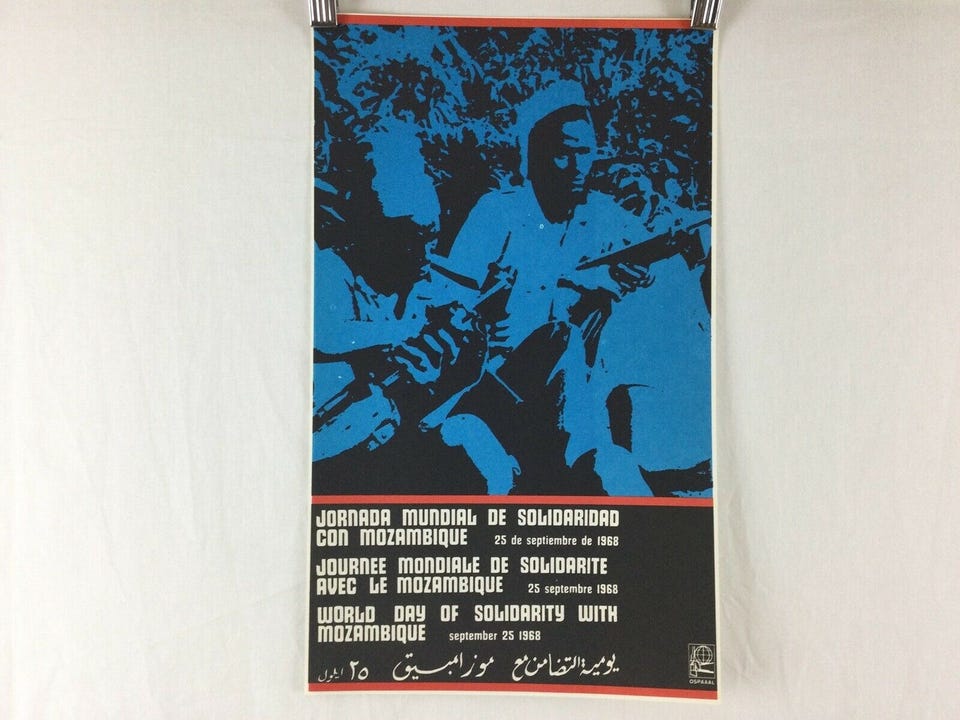 JORNADA MUNDIAL DE SOLIDARIDAD
CON MOZAMBIQUE 25 de septiembre de 1968
JOURNEE MONDIALE DE SOLIDARITE
AVEC LE MOZAMBIQUE 25 septembre 1968
WORLD DAY OF SOLIDARITY WITH
MOZAMBIQUE september 25 1968
يومية التضامن مع موزامبيق ٢٥ ايلول
OSPAAAL